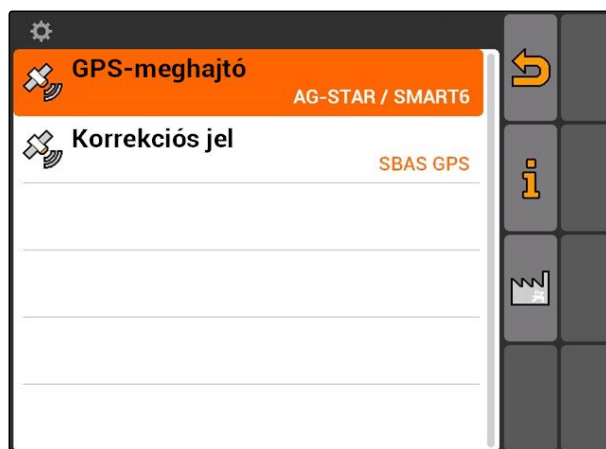 GPS-meghajtó
AG-STAR / SMART6
Korrekciós jel
SBAS GPS